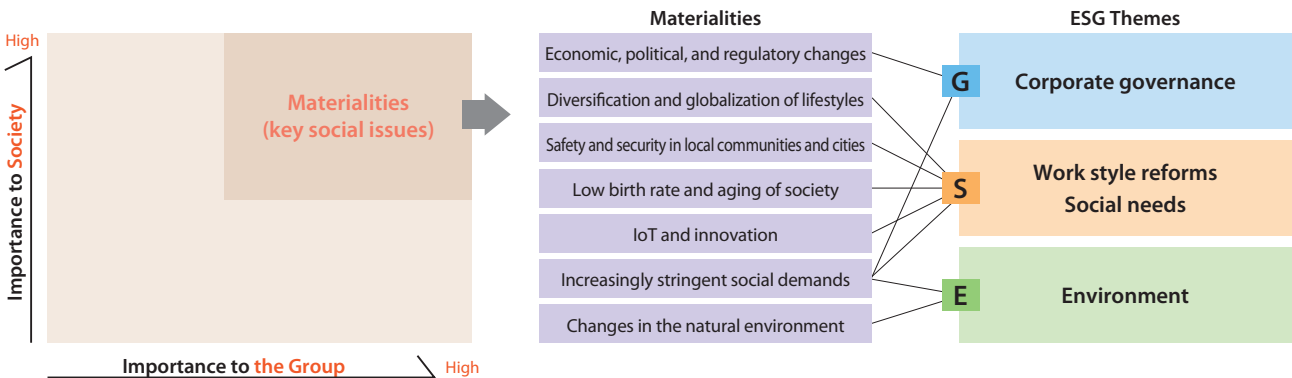 High
Importance to Society
Materialities
(key social issues)
Importance to the Group
High
Materialities
Economic, political, and regulatory changes
Diversification and globalization of lifestyles
Safety and security in local communities and cities
Low birth rate and aging of society
IoT and innovation
Increasingly stringent social demands
Changes in the natural environment
ESG Themes
G
Corporate governance
S
Work style reforms
Social needs
E
Environment